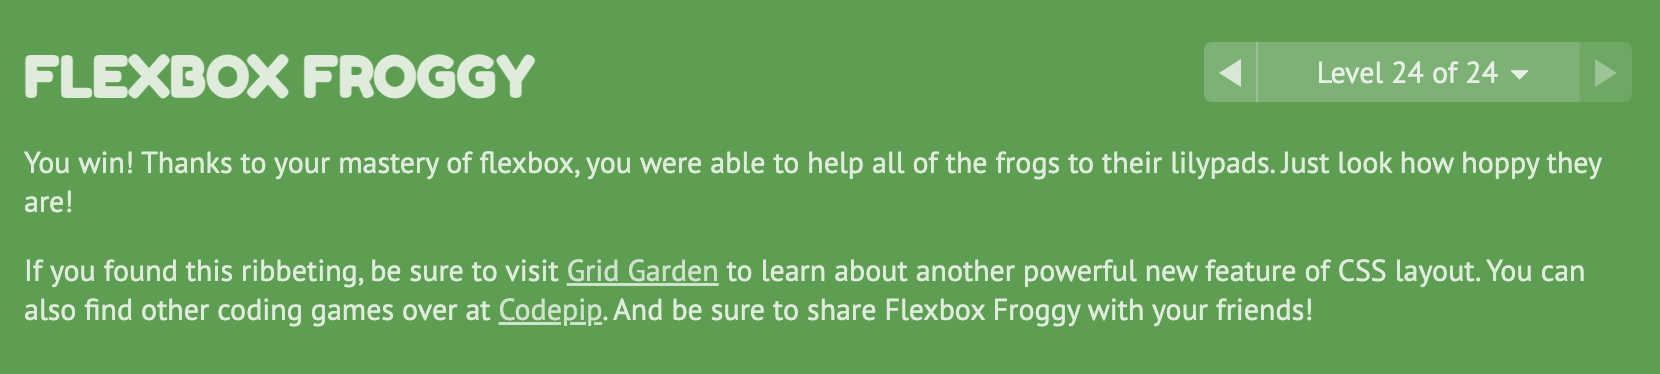 FLEXBOX FROGGY
Level 24 of 24
You win! Thanks to your mastery of flexbox, you were able to help all of the frogs to their lilypads. Just look how hoppy they
are!
If you found this ribbeting, be sure to visit Grid Garden to learn about another powerful new feature of CSS layout. You can
also find other coding games over at Codepip. And be sure to share Flexbox Froggy with your friends!